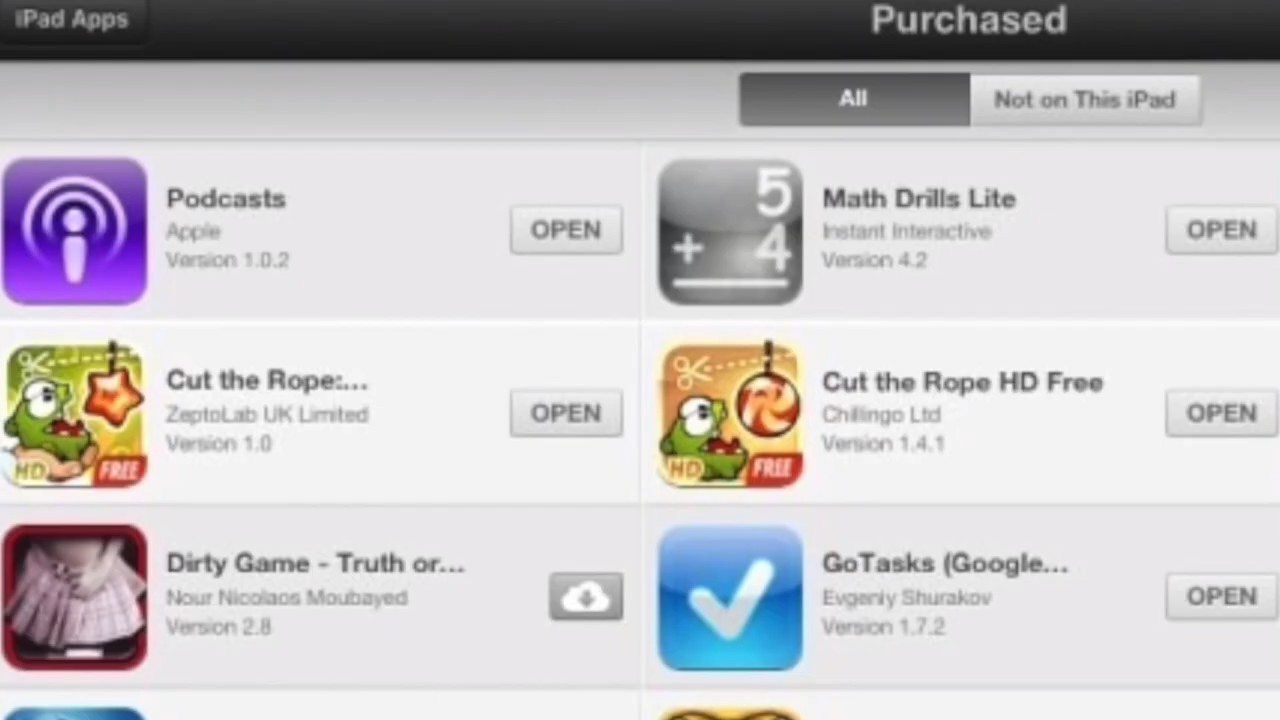 iPad Apps
Purchased
All
Not on This iPad
Podcasts
Apple
Version 1.0.2
OPEN
5
+ 4
Math Drills Lite
Instant Interactive
Version 4.2
OPEN
HD FREE
Cut the Rope:...
ZeptoLab UK Limited
Version 1.0
OPEN
HD FREE
Cut the Rope HD Free
Chillingo Ltd
Version 1.4.1
OPEN
Dirty Game - Truth or...
Nour Nicolaos Moubayed
Version 2.8
GoTasks (Google...
Evgeniy Shurakov
Version 1.7.2
OPEN